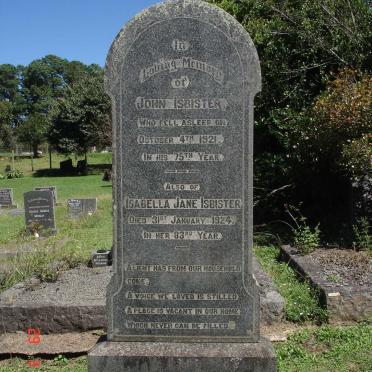 In
Loving Memory
of
John Isbister
Who fell asleep on
October 4th 1921.
In his 75th Year.
Also of
Isabella Jane Isbister
Died 31st January 1924.
In her 83rd Year.
A light has from our household
gone,
A voice we loved is stilled
A place is vacant in our home
Which never can be filled.